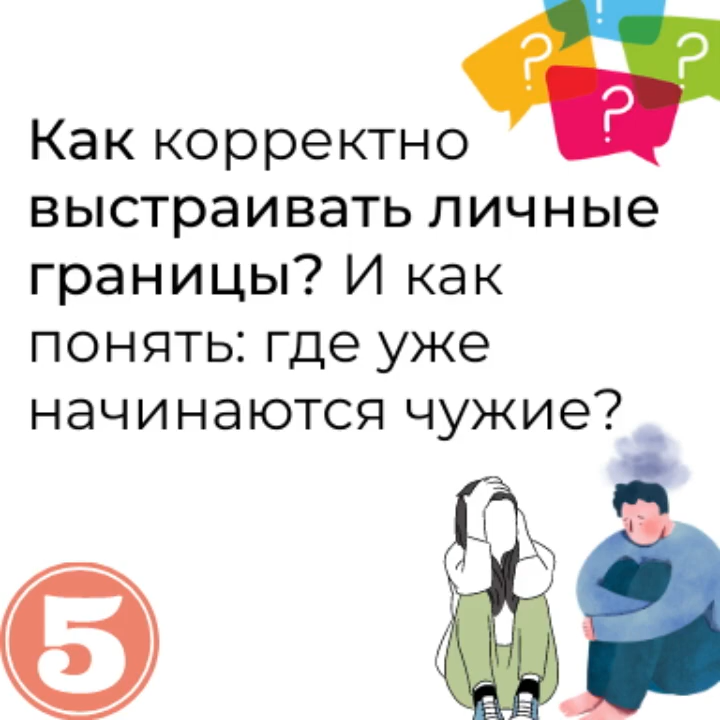 ? ! ? ?
Как корректно
выстраивать личные
границы? И как
понять: где уже
начинаются чужие?
5